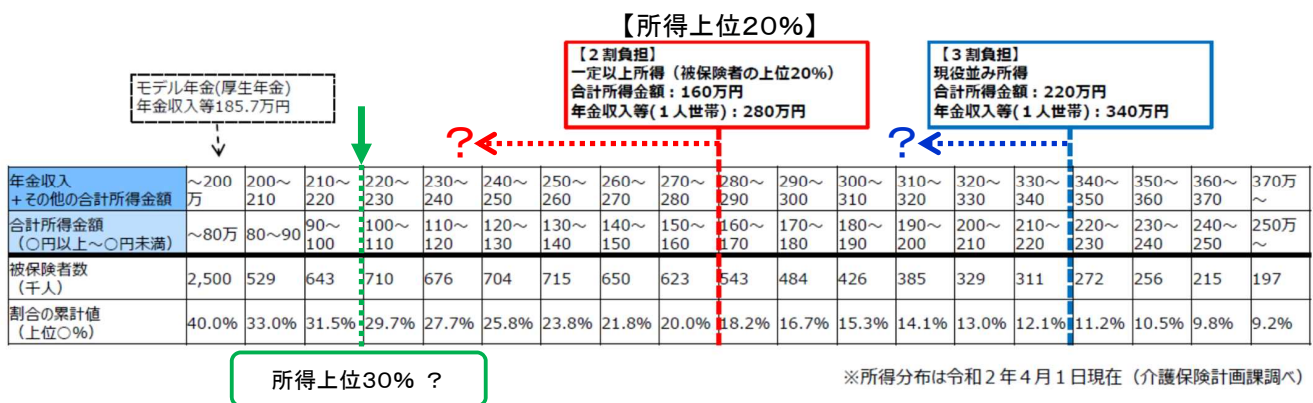 【所得上位20%】
モデル年金(厚生年金)
年金収入等185.7万円
【２割負担】
一定以上所得（被保険者の上位20%）
合計所得金額：160万円
年金収入等(１人世帯)：280万円
【３割負担】
現役並み所得
合計所得金額：220万円
年金収入等(１人世帯)：340万円
？
？
年金収入
＋その他の合計所得金額 ～200万 200～210 210～220 220～230 230～240 240～250 250～260 260～270 270～280 280～290 290～300 300～310 310～320 320～330 330～340 340～350 350～360 360～370 370万～
合計所得金額
（○円以上～○円未満） ～80万 80～90 90～100 100～110 110～120 120～130 130～140 140～150 150～160 160～170 170～180 180～190 190～200 200～210 210～220 220～230 230～240 240～250 250万～
被保険者数
（千人） 2,500 529 643 710 676 704 715 650 623 543 484 426 385 329 311 272 256 215 197
割合の累計値
（上位○%） 40.0% 33.0% 31.5% 29.7% 27.7% 25.8% 23.8% 21.8% 20.0% 18.2% 16.7% 15.3% 14.1% 13.0% 12.1% 11.2% 10.5% 9.8% 9.2%
所得上位30% ？
※所得分布は令和２年４月１日現在（介護保険計画課調べ）